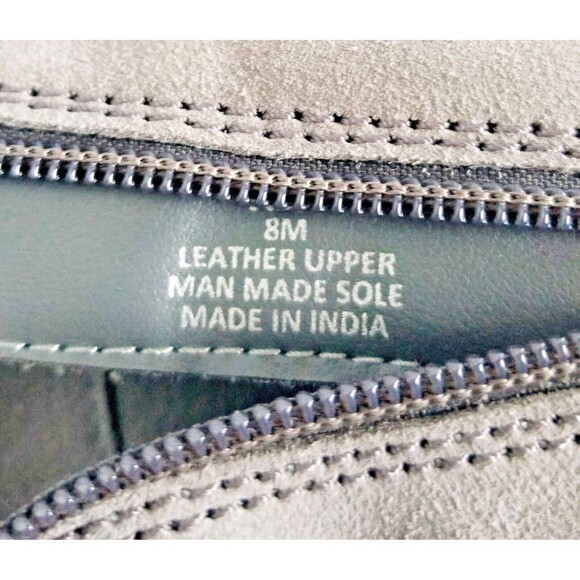 8M
LEATHER UPPER
MAN MADE SOLE
MADE IN INDIA